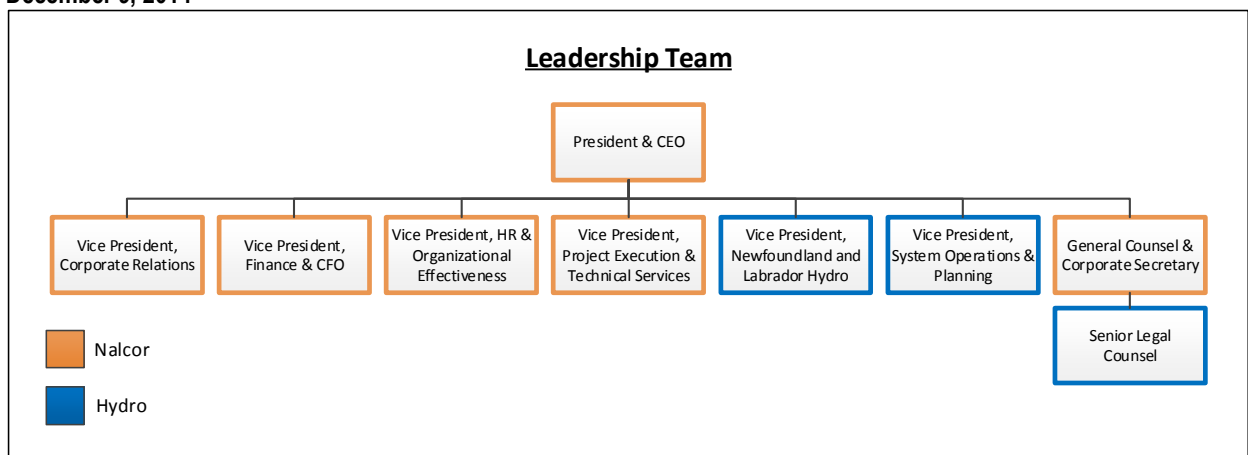 Leadership Team
President & CEO
Vice President,
Corporate Relations
Vice President,
Finance & CFO
Vice President, HR &
Organizational
Effectiveness
Vice President,
Project Execution &
Technical Services
Vice President,
Newfoundland and
Labrador Hydro
Vice President,
System Operations &
Planning
General Counsel &
Corporate Secretary
Senior Legal
Counsel
Nalcor
Hydro